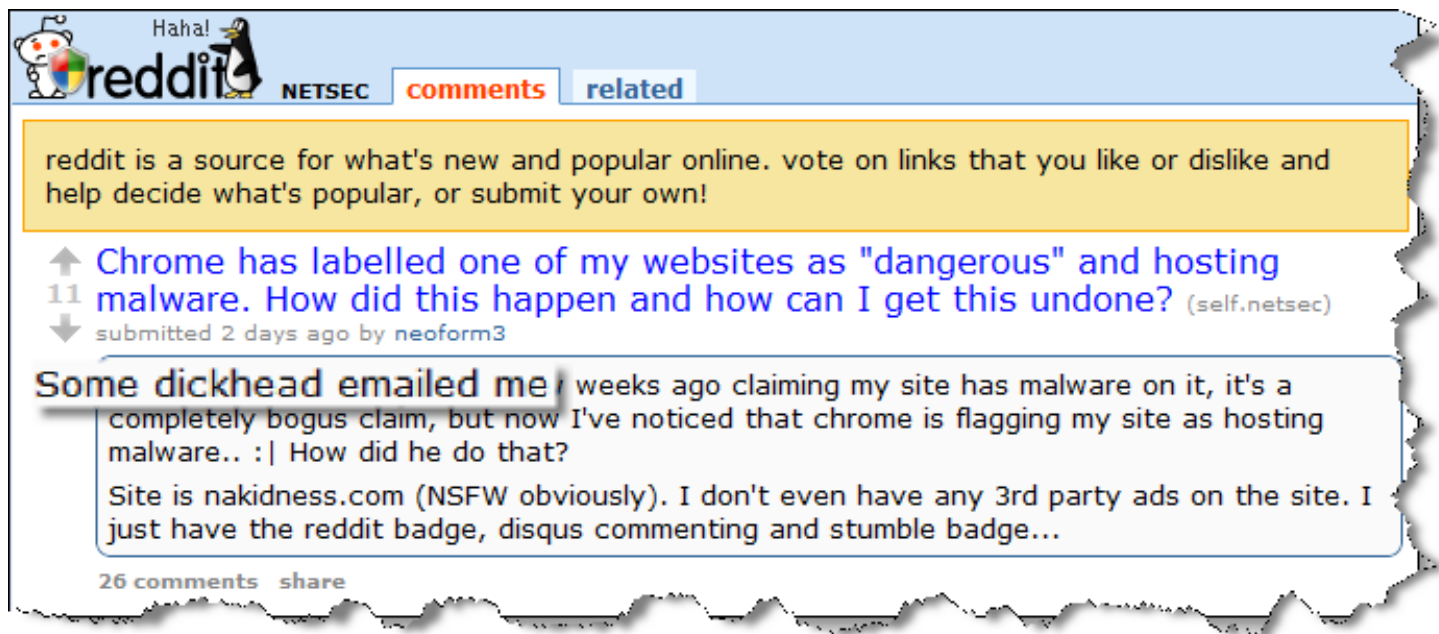 Haha!
reddit NETSEC comments related
reddit is a source for what's new and popular online. vote on links that you like or dislike and
help decide what's popular, or submit your own!
Chrome has labelled one of my websites as "dangerous" and hosting
11 malware. How did this happen and how can I get this undone? (self.netsec)
submitted 2 days ago by neoform3
Some dickhead emailed me weeks ago claiming my site has malware on it, it's a
completely bogus claim, but now I've noticed that chrome is flagging my site as hosting
malware.. :| How did he do that?
Site is nakidness.com (NSFW obviously). I don't even have any 3rd party ads on the site. I
just have the reddit badge, disqus commenting and stumble badge...
26 comments share